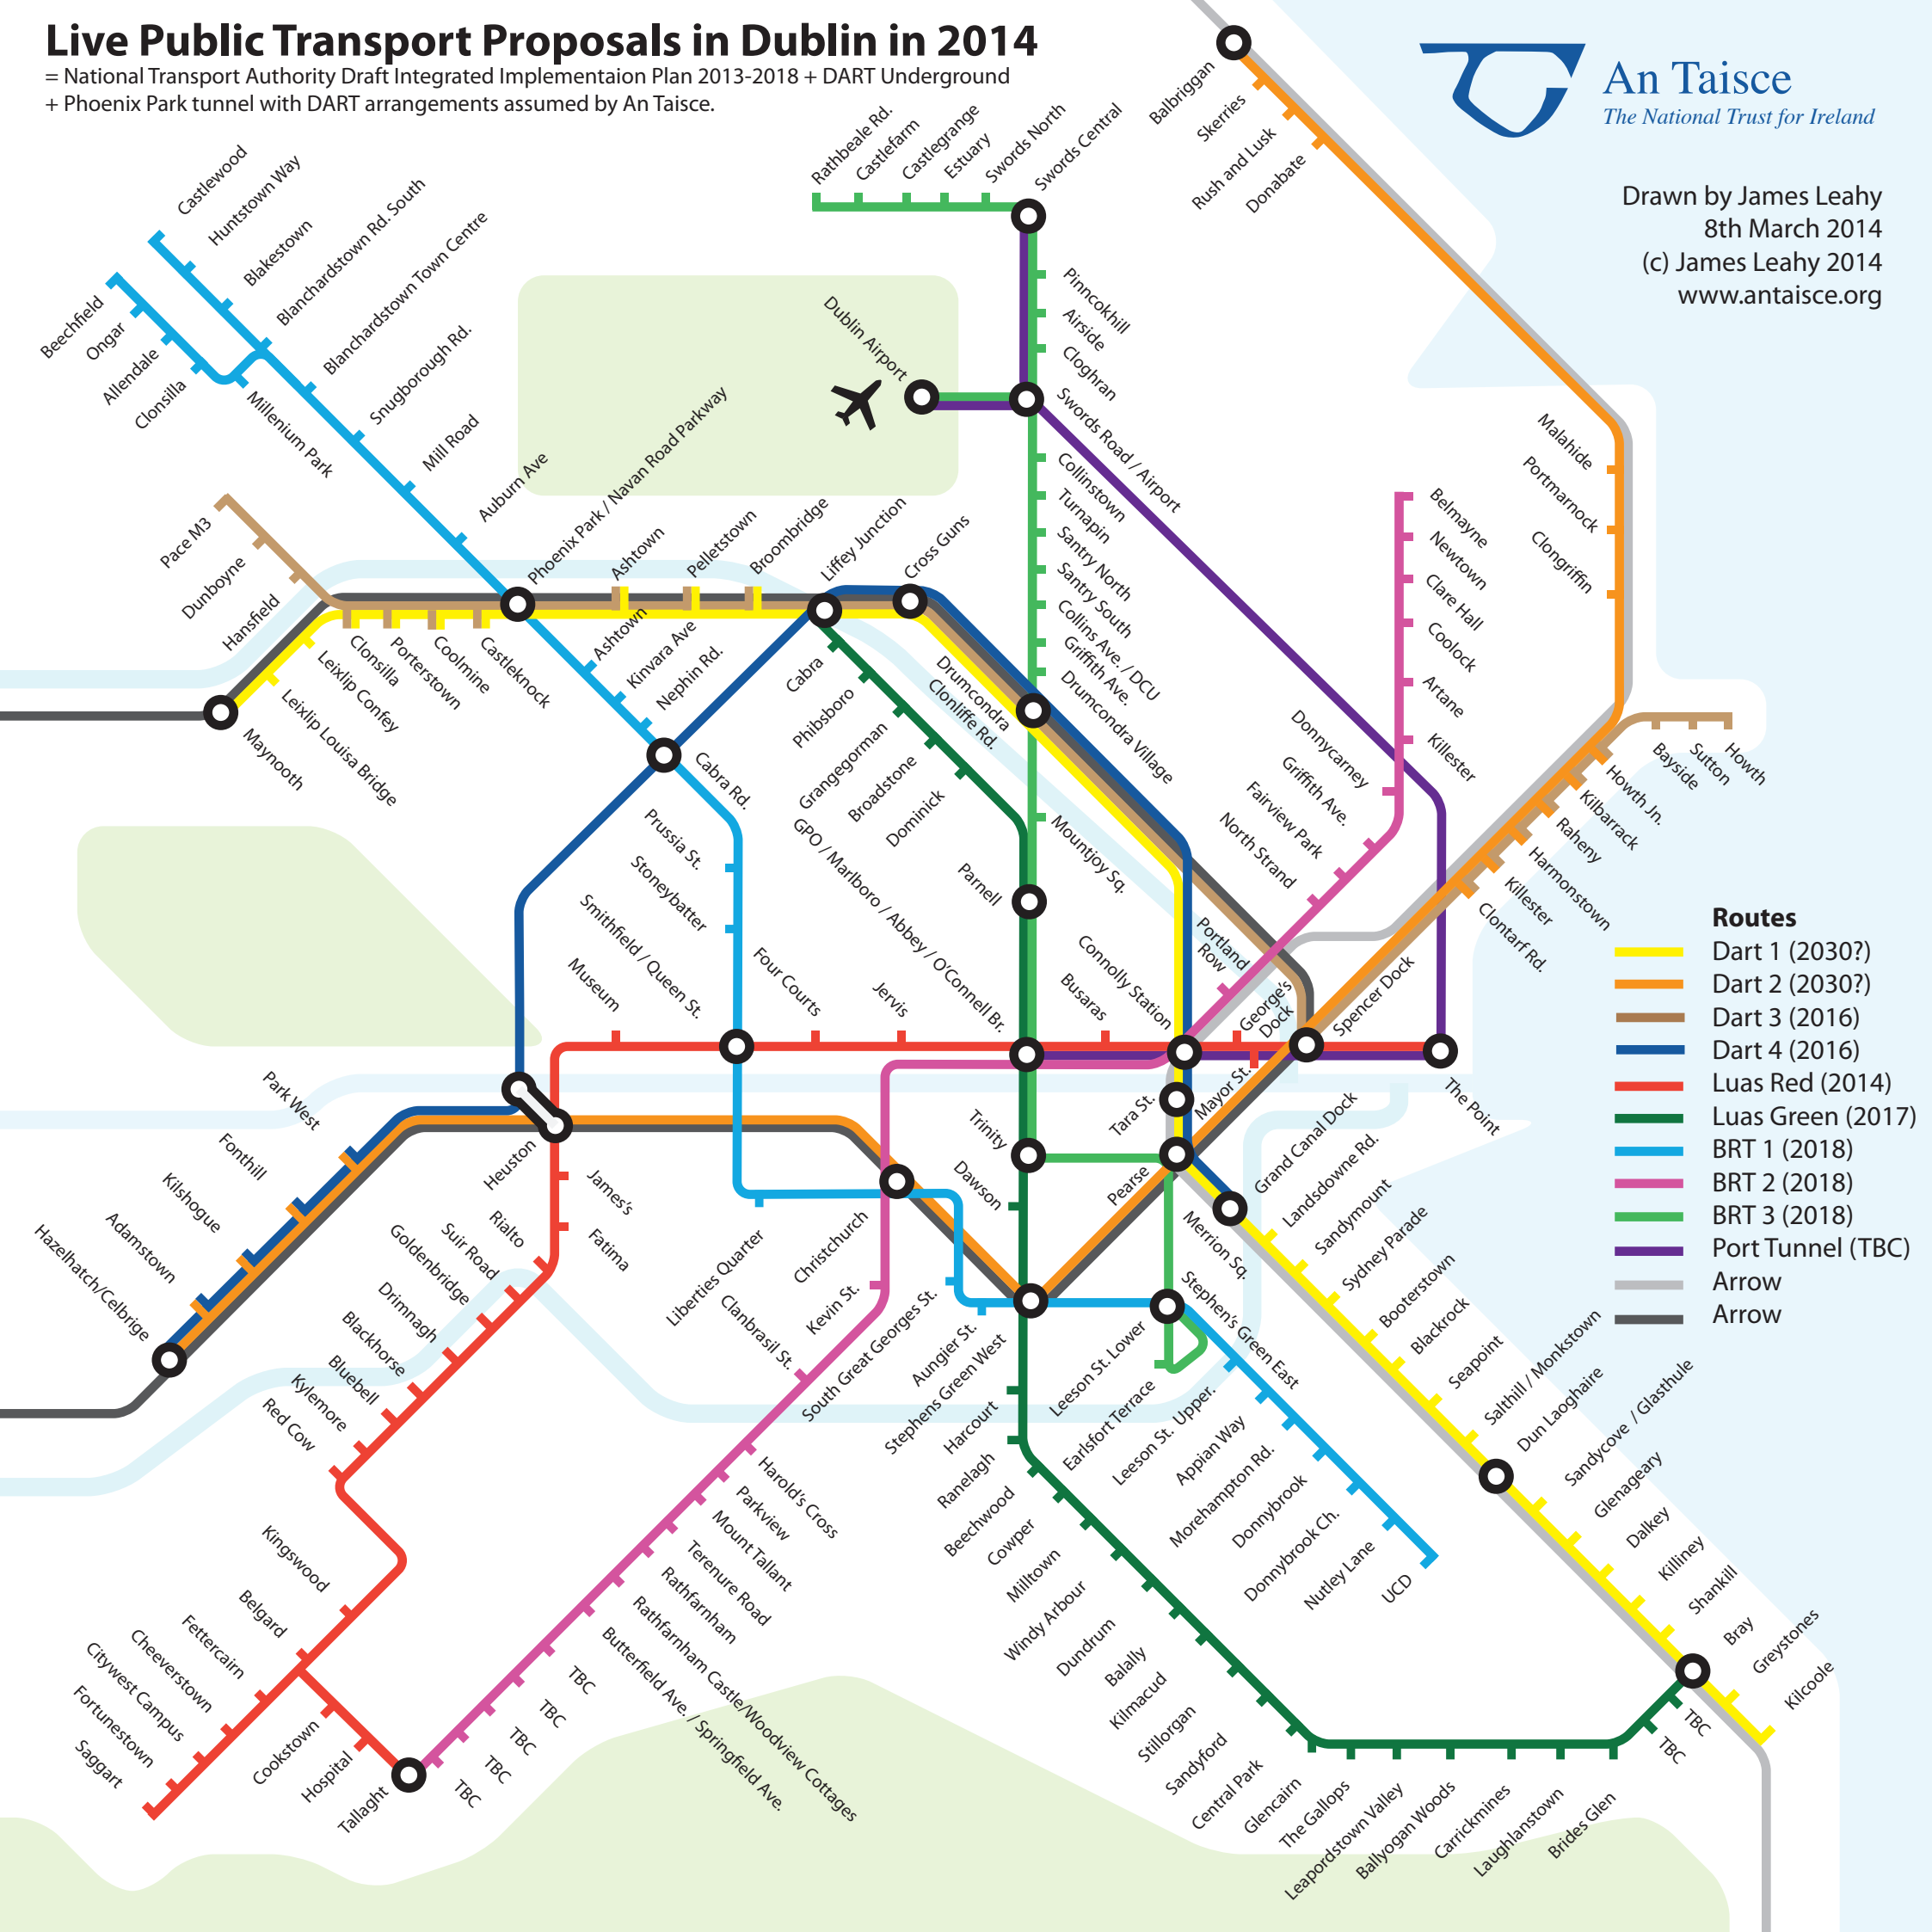 Live Public Transport Proposals in Dublin in 2014
= National Transport Authority Draft Integrated Implementaion Plan 2013-2018 + DART Underground
+ Phoenix Park tunnel with DART arrangements assumed by An Taisce.
An Taisce
The National Trust for Ireland
Drawn by James Leahy
8th March 2014
(c) James Leahy 2014
www.antaisce.org
Rathbeale Rd.
Castlefarm
Castlegrange
Estuary
Swords North
Swords Central
Balbriggan
Skerries
Rush and Lusk
Donabate
Castlewood
Huntstown Way
Blakestown
Blanchardstown Rd. South
Blanchardstown Town Centre
Snugborough Rd.
Mill Road
Auburn Ave
Phoenix Park / Navan Road Parkway
Beechfield
Ongar
Allendale
Clonsilla
Millenium Park
Dublin Airport
Pinncokhill
Airside
Cloghran
Swords Road / Airport
Collinstown
Turnapin
Santry North
Santy South
Collins Ave. / DCU
Griffith Ave.
Drumcondra Village
Malahide
Portmarnock
Clongriffin
Belmayne
Newtown
Clare Hall
Coolock
Artane
Killester
Donnycarney
Griffith Ave.
Fairview Park
North Strand
Pace M3
Dunboyne
Hansfield
Ashtown
Pelletstown
Broombridge
Liffey Junction
Cross Guns
Clonsilla
Porterstown
Coolmine
Castleknock
Leixlip Confey
Leixlip Louisa Bridge
Maynooth
Ashtown
Kinvara Ave
Nephin Rd.
Cabra Rd.
Cabra
Phibsboro
Grangegorman
Broadstone
Dominick
Drumcondra
Clonliffe Rd.
Mountjoy Sq.
Parnell
GPO / Marlboro / Abbey / O'Connell Br.
Howth
Sutton
Bayside
Howth Jn.
Kilbarrack
Raheny
Harmonstown
Killester
Clontarf Rd.
Prussia St.
Stoneybatter
Smithfield / Queen St.
Museum
Four Courts
Jervis
Busaras
Connolly Station
Portland
Row
George's
Dock
Spencer Dock
Mayor St.
The Point
Routes
Dart 1 (2030?)
Dart 2 (2030?)
Dart 3 (2016)
Dart 4 (2016)
Luas Red (2014)
Luas Green (2017)
BRT 1 (2018)
BRT 2 (2018)
BRT 3 (2018)
Port Tunnel (TBC)
Arrow
Arrow
Park West
Fonthill
Kilshogue
Adamstown
Hazelhatch/Celbrige
Heuston
James's
Fatima
Rialto
Suir Road
Goldenbridge
Drimnagh
Blackhorse
Bluebell
Kylemore
Red Cow
Kingswood
Belgard
Fettercairn
Cheeverstown
Citywest Campus
Fortunestown
Saggart
Cookstown
Hospital
Tallaght
Liberties Quarter
Christchurch
Kevin St.
Clanbrasil St.
South Great Georges St.
Aungier St.
Stephens Green West
Harold's Cross
Parkview
Mount Tallant
Terenure Road
Rathfarnham
Rathfarnham Castle/Woodview Cottages
Butterfield Ave. / Springfield Ave.
TBC
TBC
TBC
TBC
TBC
Trinity
Dawson
Tara St.
Pearse
Merrion Sq.
Stephen's Green East
Leeson St. Lower
Earlsfort Terrace
Leeson St. Upper.
Appian Way
Morehampton Rd.
Donnybrook
Donnybrook Ch.
Nutley Lane
UCD
Grand Canal Dock
Landsdowne Rd.
Sandymount
Sydney Parade
Booterstown
Blackrock
Seapoint
Salthill / Monkstown
Dun Laoghaire
Sandycove / Glasthule
Glenageary
Dalkey
Killiney
Shankill
Bray
Greystones
Kilcoole
Harcourt
Ranelagh
Beechwood
Cowper
Milltown
Windy Arbour
Dundrum
Balally
Kilmacud
Stillorgan
Sandyford
Central Park
Glencairn
The Gallops
Leapordstown Valley
Ballyogan Woods
Carrickmines
Laughlanstown
Brides Glen
TBC
TBC